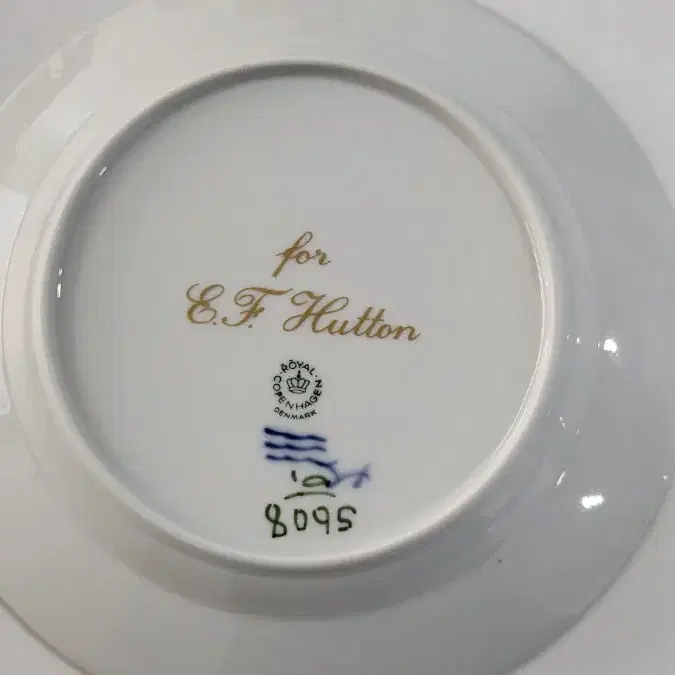 for
E.F. Hutton
ROYAL
COPENHAGEN
DENMARK
8095